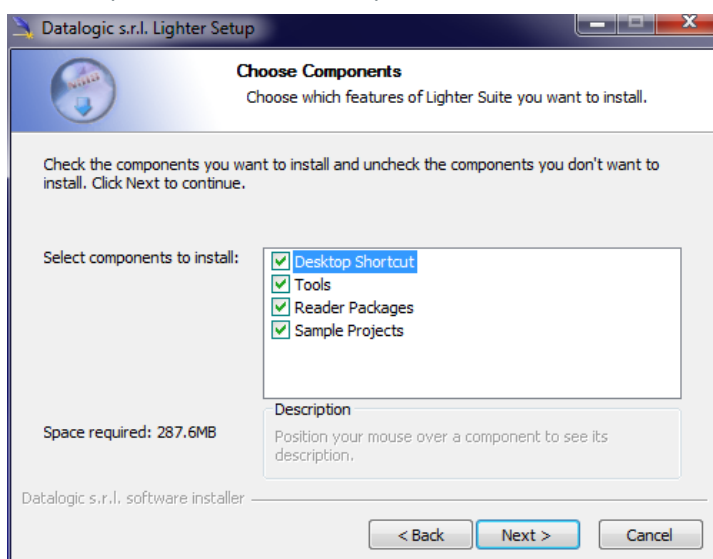 Datalogic s.r.l. Lighter Setup
Choose Components
Choose which features of Lighter Suite you want to install.
Check the components you want to install and uncheck the components you don't want to
install. Click Next to continue.
Select components to install:
Desktop Shortcut
Tools
Reader Packages
Sample Projects
Space required: 287.6MB
Description
Position your mouse over a component to see its
description.
Datalogic s.r.l. software installer
< Back
Next >
Cancel